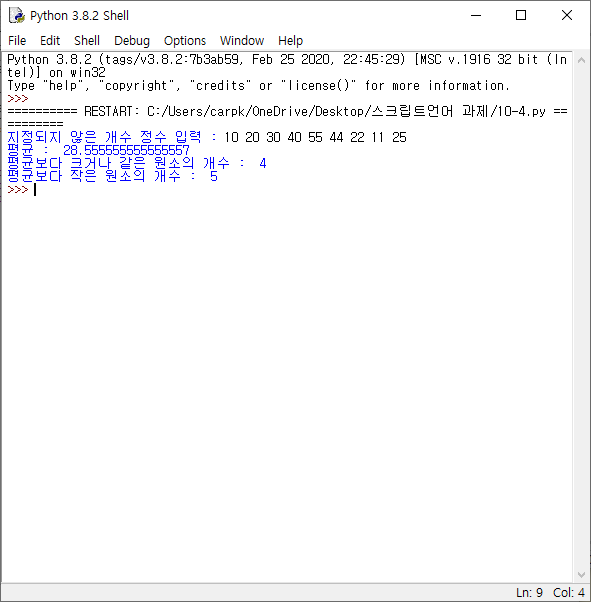 Python 3.8.2 Shell
File Edit Shell Debug Options Window Help
Python 3.8.2 (tags/v3.8.2:7b3ab59, Feb 25 2020, 22:45:29) [MSC v.1916 32 bit (In
tel)] on win32
Type "help", "copyright", "credits" or "license()" for more information.
>>>
========== RESTART: C:/Users/carpk/OneDrive/Desktop/스크립트언어 과제/10-4.py ==
========
지정되지 않은 개수 정수 입력 : 10 20 30 40 55 44 22 11 25
평균 :  28.555555555555557
평균보다 크거나 같은 원소의 개수 :  4
평균보다 작은 원소의 개수 :  5
>>>
Ln: 9 Col: 4